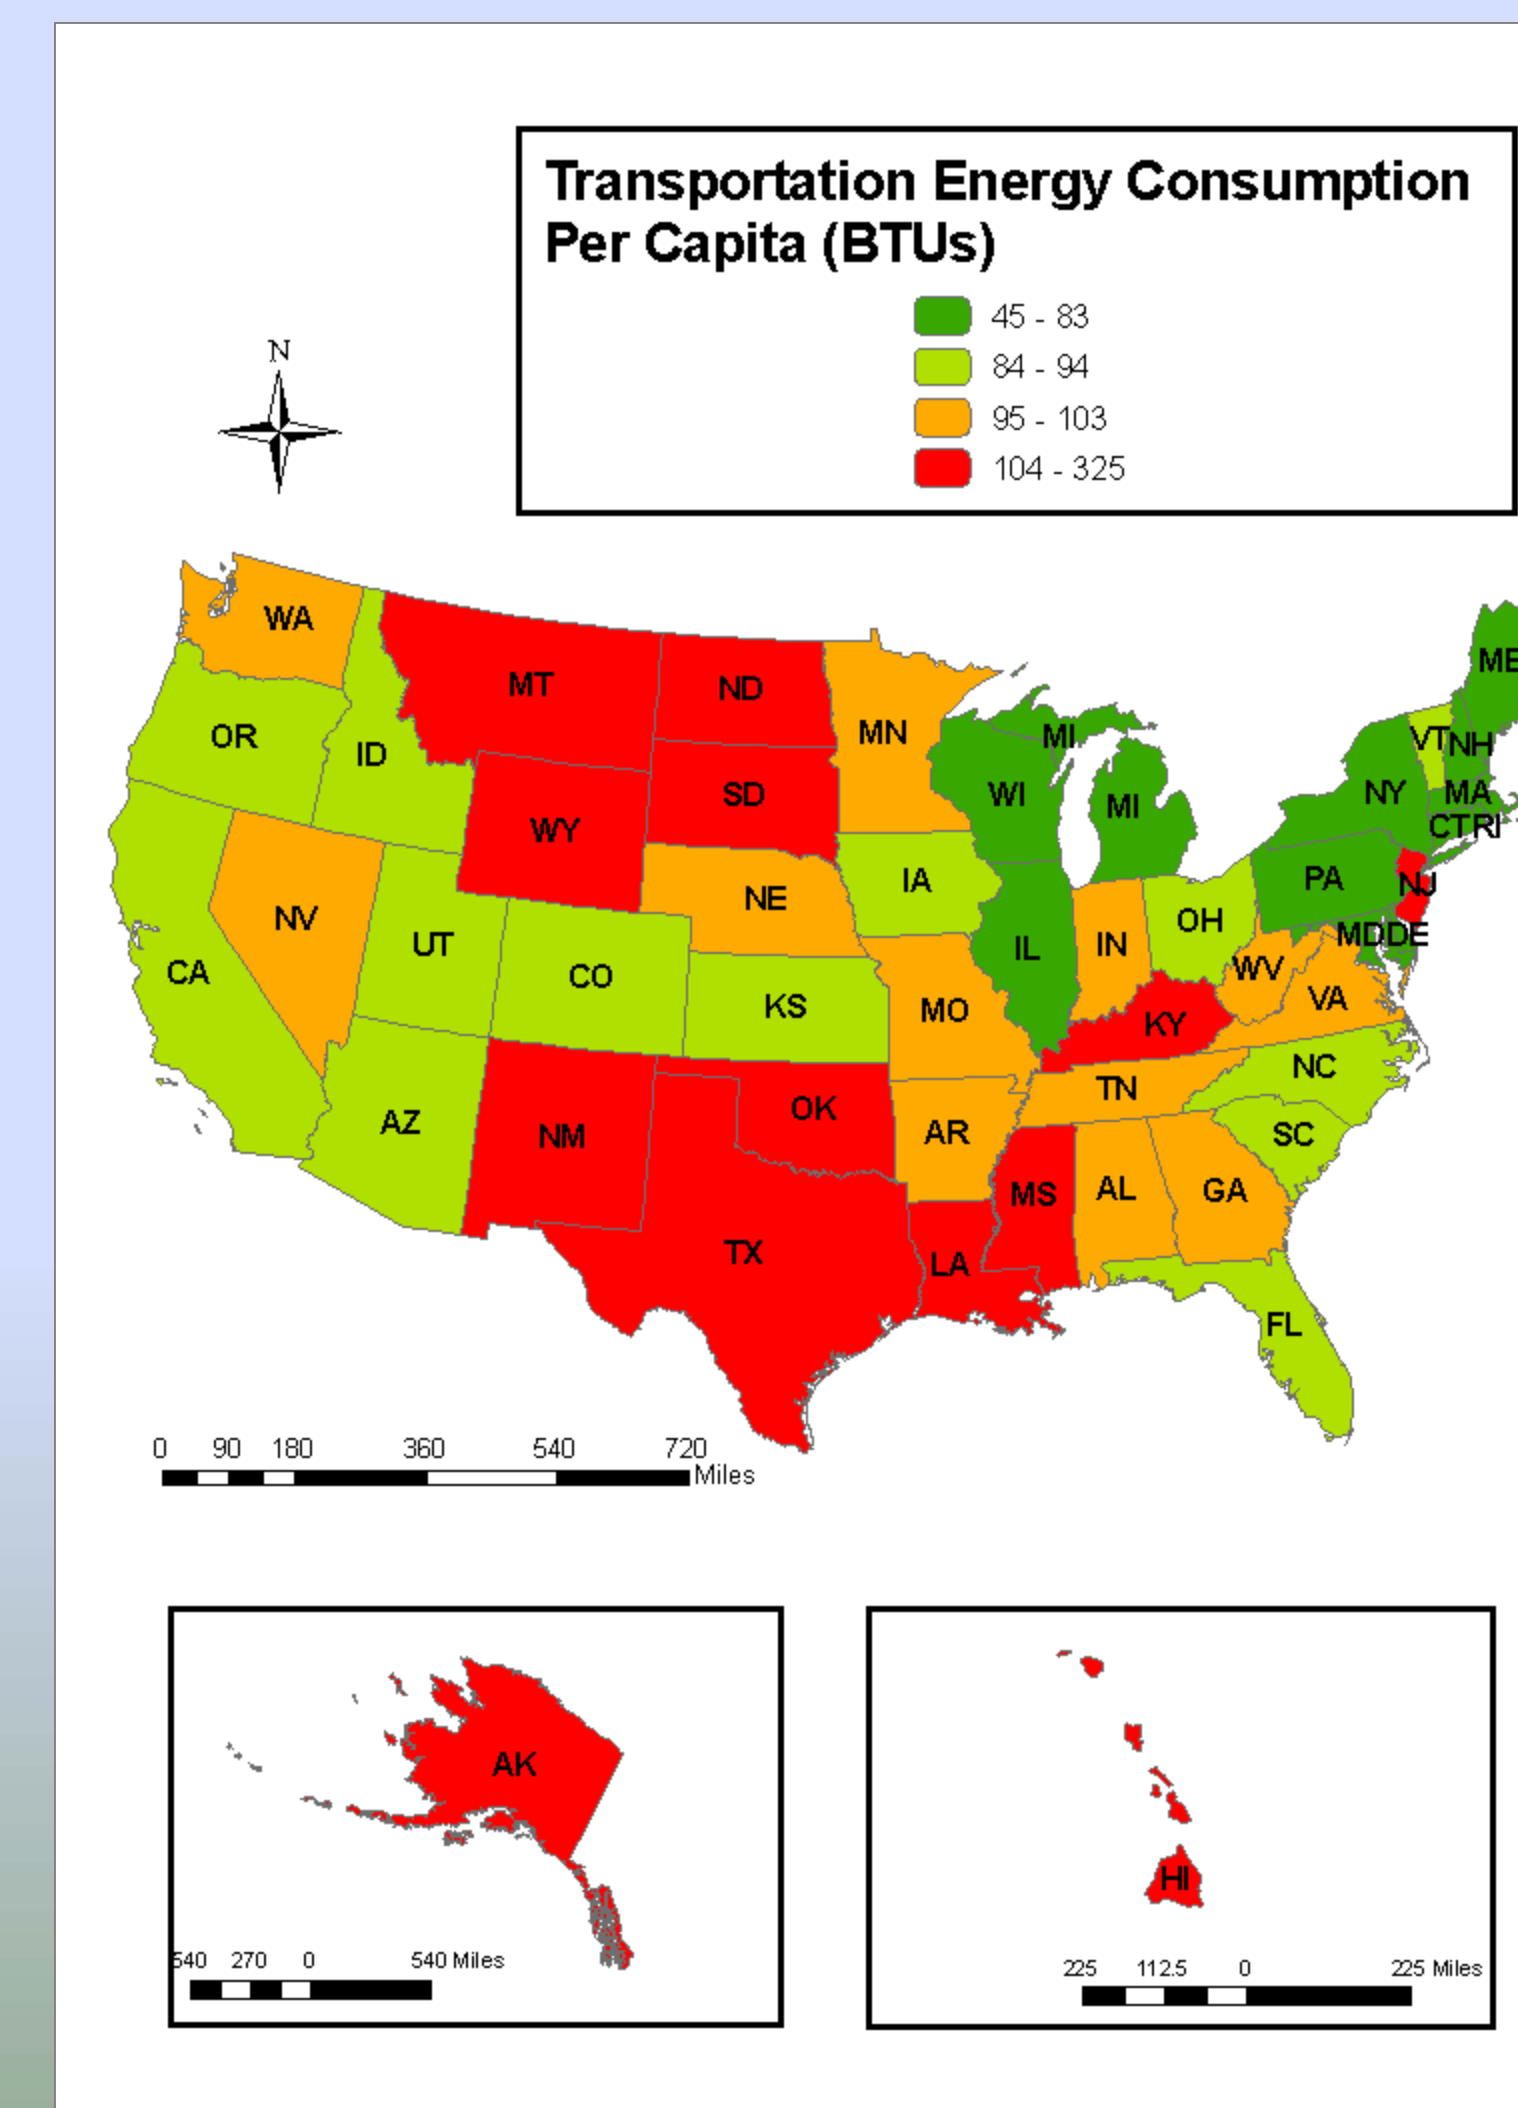 Transportation Energy Consumption
Per Capita (BTUs)
45 - 83
84 - 94
95 - 103
104 - 325
N
WA
MT
ND
MN
OR
ID
SD
WY
WI
MI
MI
ME
VT
NH
NY
MA
CT
RI
NV
UT
CA
CO
NE
IA
KS
IL
IN
OH
PA
NJ
MD
DE
WV
VA
KY
MO
AZ
NM
OK
AR
TN
NC
SC
TX
LA
MS
AL
GA
FL
0 90 180 360 540 720
Miles
AK
540 270 0 540 Miles
HI
225 112.5 0 225 Miles